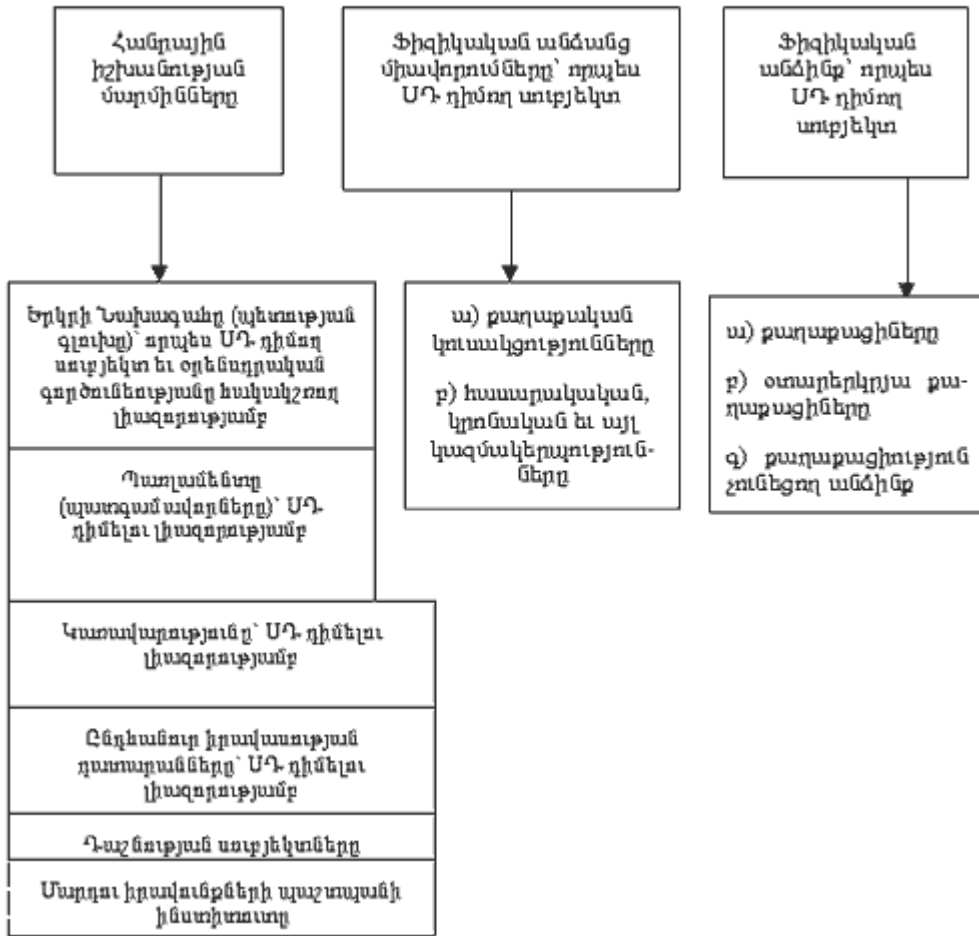 Հանրային
իշխանության
մարմինները
Ֆիզիկական անձանց
միավորումները՝ որպես
ՍԴ դիմող սուբյեկտ
Ֆիզիկական
անձինք՝ որպես
ՍԴ դիմող
սուբյեկտ
Երկրի Նախագահը (պետության
գլուխը)՝ որպես ՍԴ դիմող
սուբյեկտ եւ օրենսդրական
գործունեությանը հակակշռող
լիազորությամբ
Պառլամենտը
(պատգամավորները)՝ ՍԴ
դիմելու լիազորությամբ
Կառավարությունը՝ ՍԴ դիմելու
լիազորությամբ
Ընդհանուր իրավասության
դատարանները՝ ՍԴ դիմելու
լիազորությամբ
Դաշնության սուբյեկտները
Մարդու իրավունքների պաշտպանի
ինստիտուտը
ա) քաղաքական
կուսակցությունները
բ) հասարակական,
կրոնական եւ այլ
կազմակերպություն-
ները
ա) քաղաքացիները
բ) օտարերկրյա քա-
ղաքացիները
գ) քաղաքացիություն
չունեցող անձինք